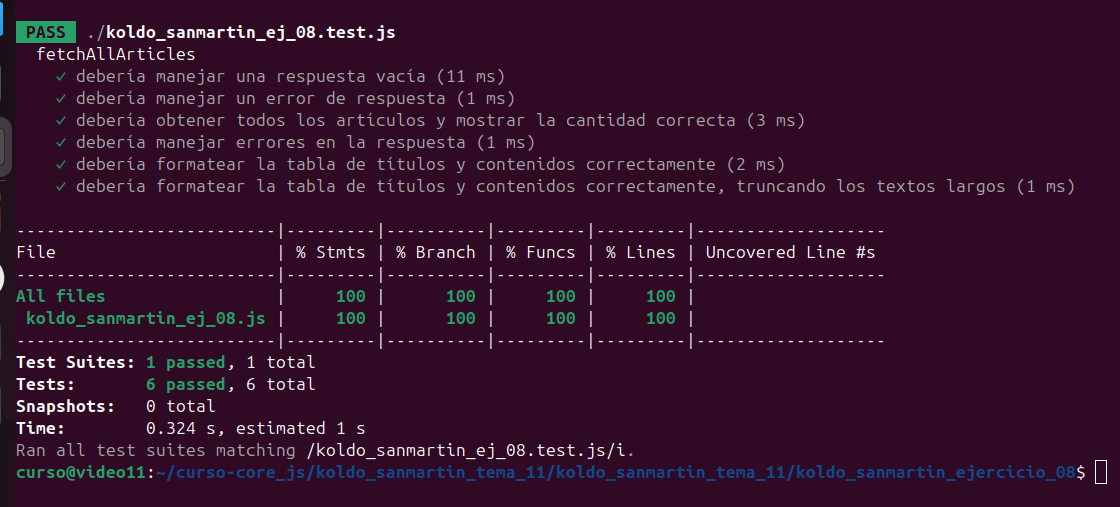 PASS ./koldo_sanmartin_ej_08.test.js
fetchAllArticles
✓ debería manejar una respuesta vacía (11 ms)
✓ debería manejar un error de respuesta (1 ms)
✓ debería obtener todos los artículos y mostrar la cantidad correcta (3 ms)
✓ debería manejar errores en la respuesta (1 ms)
✓ debería formatear la tabla de títulos y contenidos correctamente (2 ms)
✓ debería formatear la tabla de títulos y contenidos correctamente, truncando los textos largos (1 ms)
--------------------------|---------|----------|---------|---------|-------------------
File                      | % Stmts | % Branch | % Funcs | % Lines | Uncovered Line #s
--------------------------|---------|----------|---------|---------|-------------------
All files                 |     100 |      100 |     100 |     100 |
 koldo_sanmartin_ej_08.js |     100 |      100 |     100 |     100 |
--------------------------|---------|----------|---------|---------|-------------------
Test Suites: 1 passed, 1 total
Tests:       6 passed, 6 total
Snapshots:   0 total
Time:        0.324 s, estimated 1 s
Ran all test suites matching /koldo_sanmartin_ej_08.test.js/i.
curso@video11:~/curso-core_js/koldo_sanmartin_tema_11/koldo_sanmartin_tema_11/koldo_sanmartin_ejercicio_08$